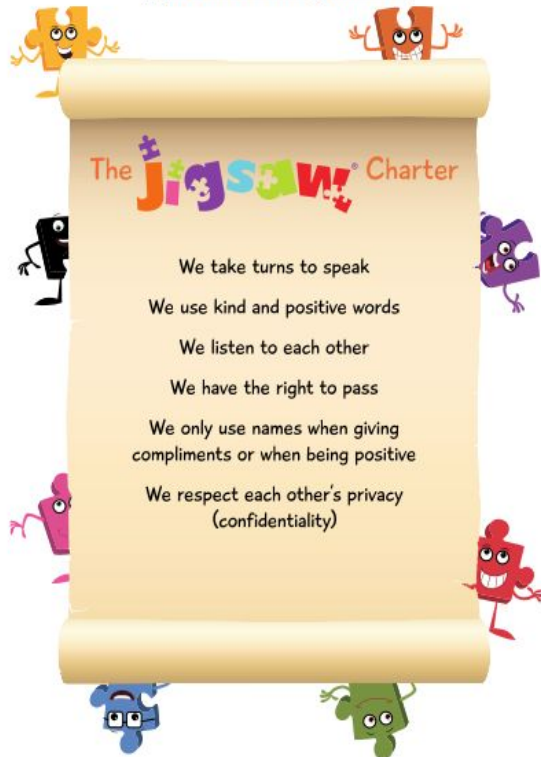 The jigsaw® Charter
We take turns to speak
We use kind and positive words
We listen to each other
We have the right to pass
We only use names when giving
compliments or when being positive
We respect each other's privacy
(confidentiality)